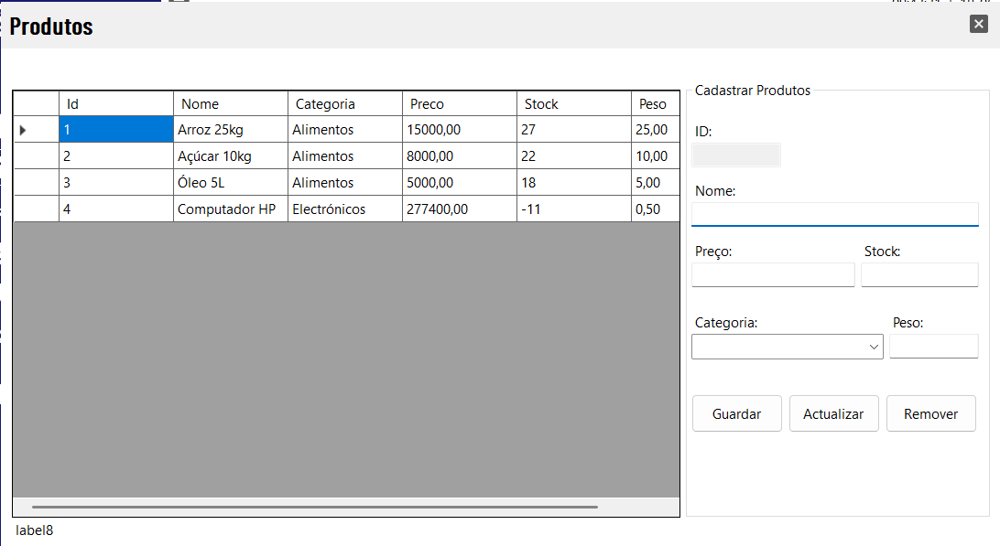 Produtos
Id Nome Categoria Preco Stock Peso
1 Arroz 25kg Alimentos 15000,00 27 25,00
2 Açúcar 10kg Alimentos 8000,00 22 10,00
3 Óleo 5L Alimentos 5000,00 18 5,00
4 Computador HP Electrónicos 277400,00 -11 0,50
label8
Cadastrar Produtos
ID:
Nome:
Preço: Stock:
Categoria: Peso:
Guardar Actualizar Remover